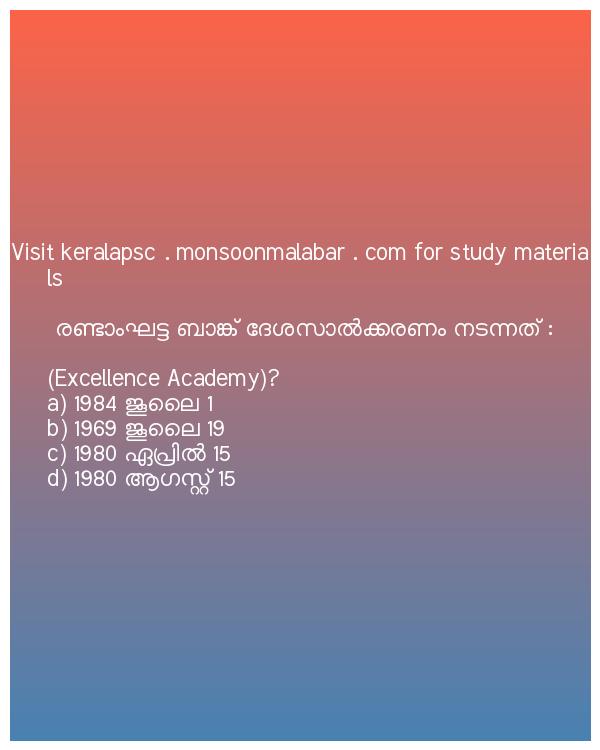 Visit keralapsc . monsoonmalabar . com for study materia
ls
രണ്ടാംഘട്ട ബാങ്ക് ദേശസാൽക്കരണം നടന്നത് :
(Excellence Academy)?
a) 1984 ജൂലൈ 1
b) 1969 ജൂലൈ 19
c) 1980 ഏപ്രിൽ 15
d) 1980 ആഗസ്റ്റ് 15